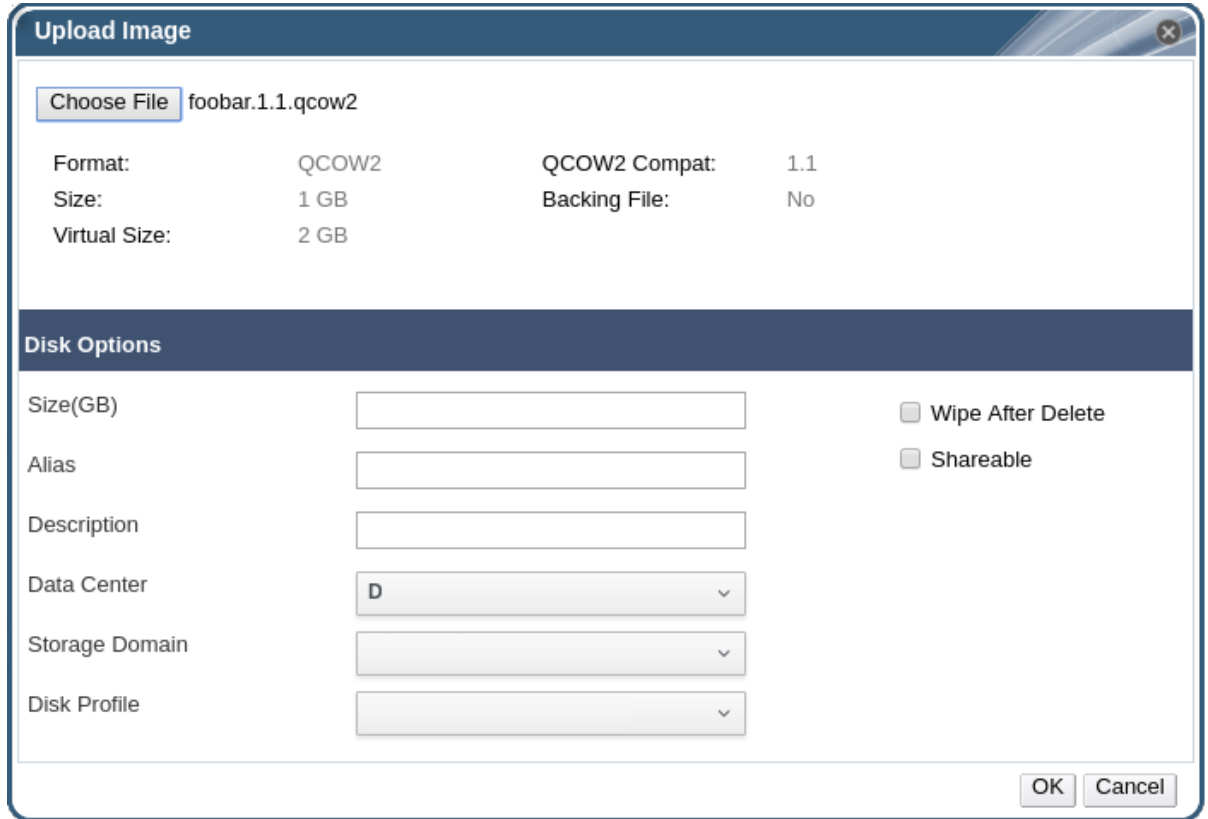 Upload Image
Choose File foobar.1.1.qcow2
Format: QCOW2 QCOW2 Compat: 1.1
Size: 1 GB Backing File: No
Virtual Size: 2 GB
Disk Options
Size(GB) Wipe After Delete
Alias Shareable
Description
Data Center D
Storage Domain
Disk Profile
OK Cancel